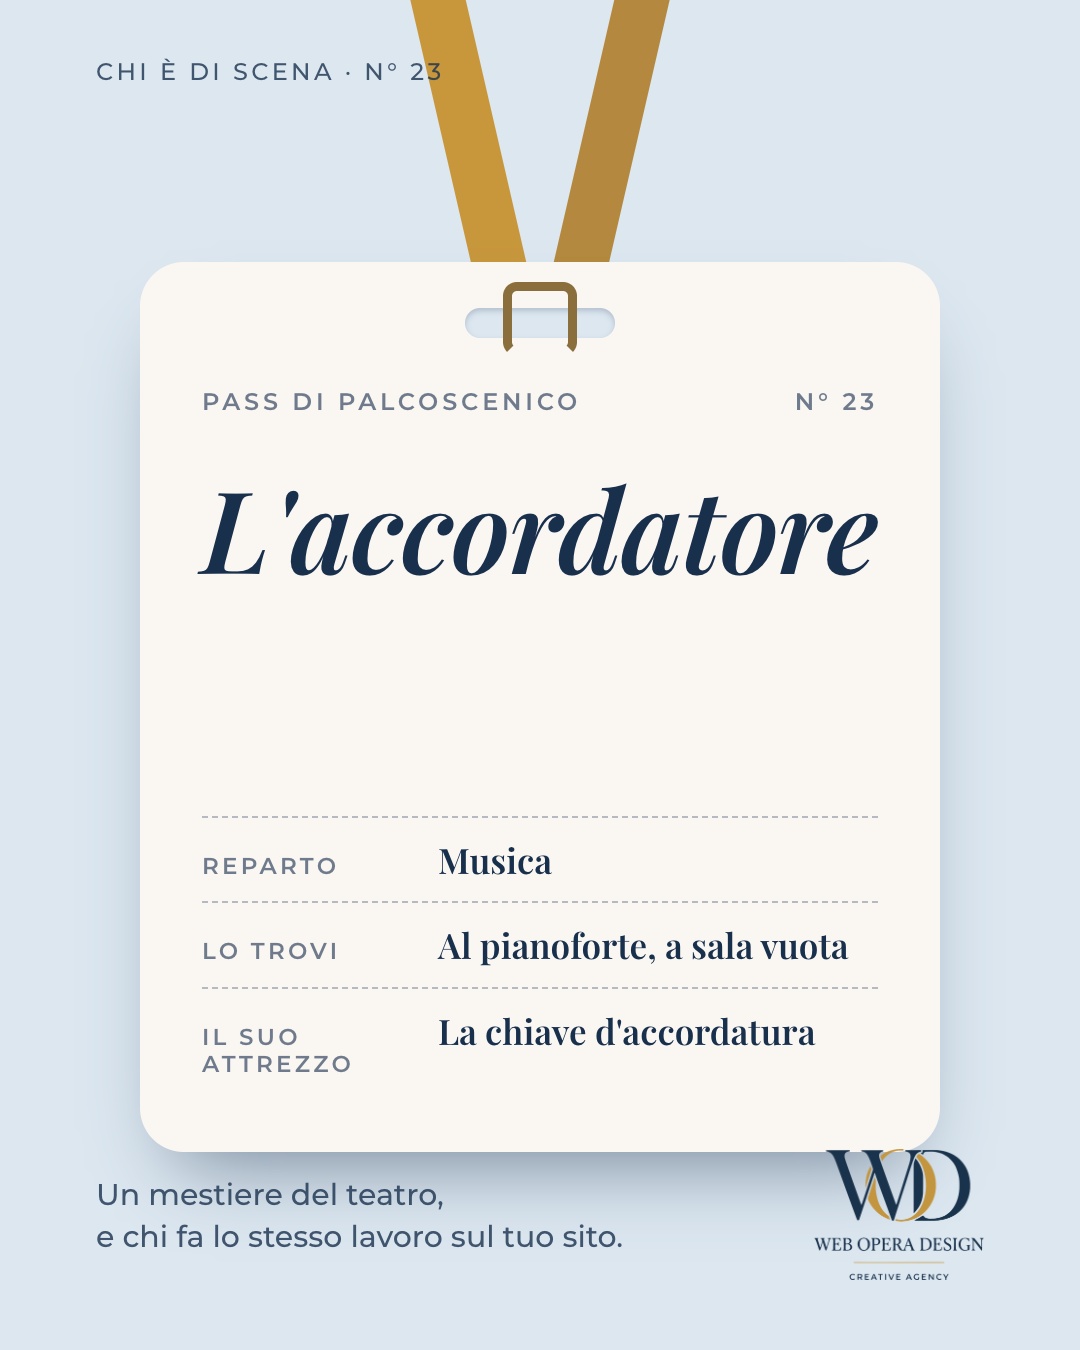 CHI È DI SCENA · N° 23
PASS DI PALCOSCENICO
N° 23
L'accordatore
REPARTO
Musica
LO TROVI
Al pianoforte, a sala vuota
IL SUO
ATTREZZO
La chiave d'accordatura
Un mestiere del teatro,
e chi fa lo stesso lavoro sul tuo sito.
WOD
WEB OPERA DESIGN
CREATIVE AGENCY